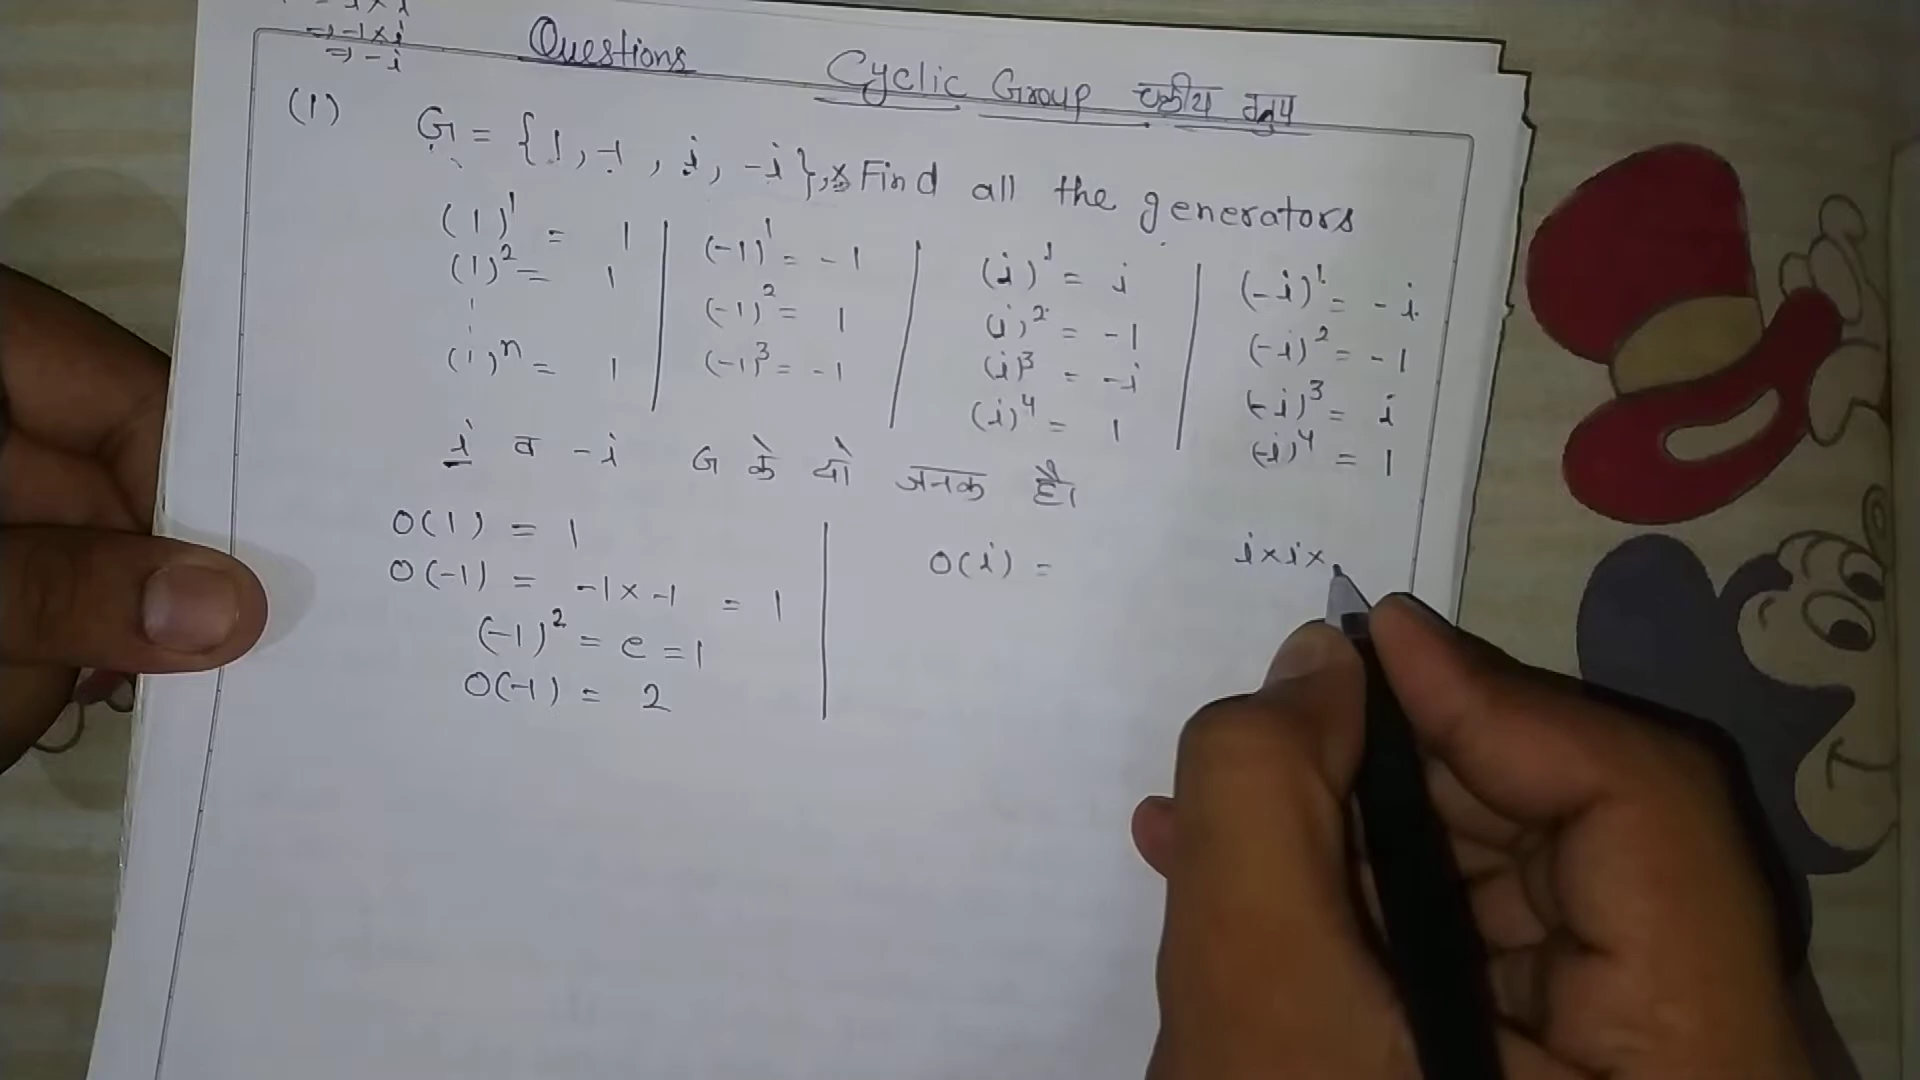 ⇒ -1×i
⇒ -i
Questions Cyclic Group चक्रीय ग्रुप
(1) G = {1, -1, i, -i},× Find all the generators
(1)¹ = 1
(1)² = 1
(1)ⁿ = 1
(-1)¹ = -1
(-1)² = 1
(-1)³ = -1
(i)¹ = i
(i)² = -1
(i)³ = -i
(i)⁴ = 1
(-i)¹ = -i
(-i)² = -1
(-i)³ = i
(-i)⁴ = 1
i व -i G के दो जनक है।
O(1) = 1
O(-1) = -1 × -1 = 1
(-1)² = e = 1
O(-1) = 2
O(i) = i×i×